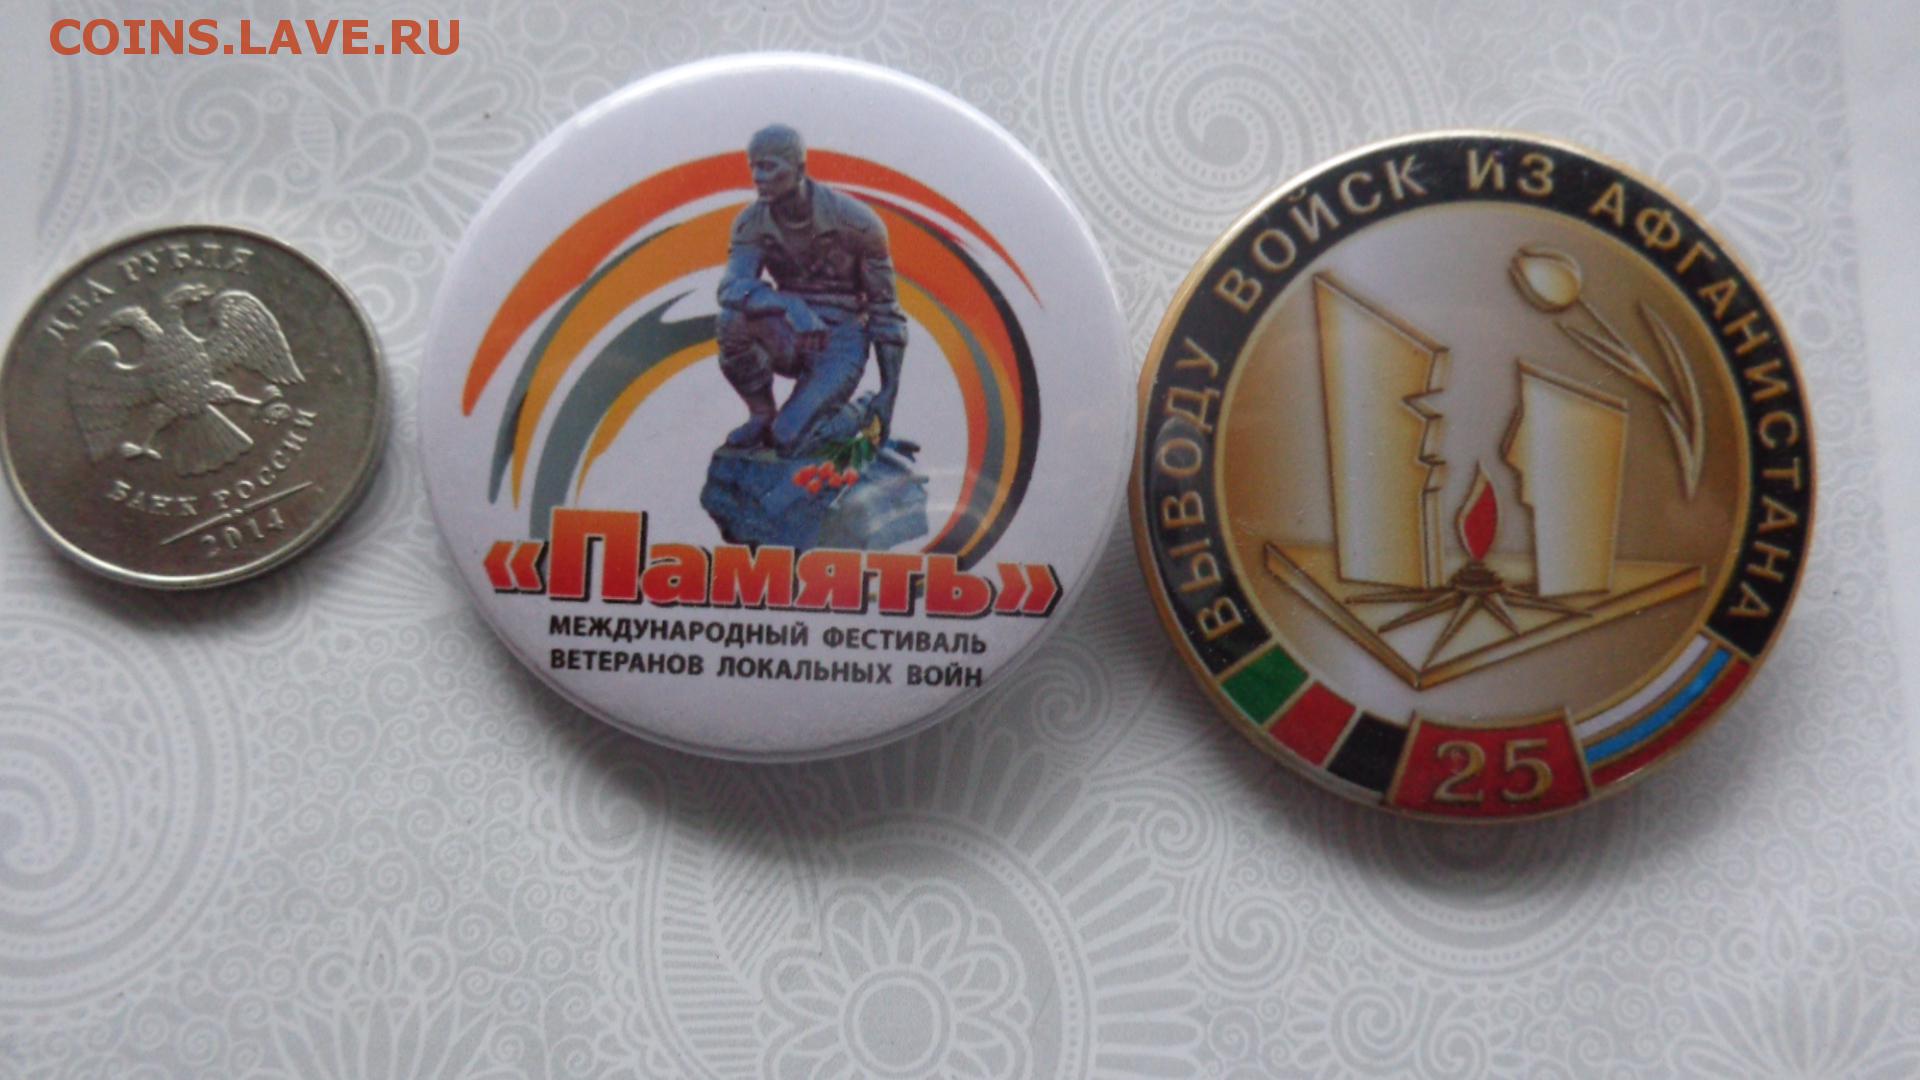 COINS.LAVE.RU
ДВА РУБЛЯ
БАНК РОССИИ
2014
«Память»
МЕЖДУНАРОДНЫЙ ФЕСТИВАЛЬ
ВЕТЕРАНОВ ЛОКАЛЬНЫХ ВОЙН
ВЫВОДУ ВОЙСК ИЗ АФГАНИСТАНА
25